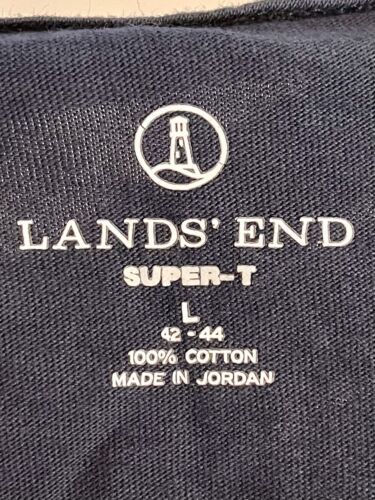 LANDS' END
SUPER-T
L
42 - 44
100% COTTON
MADE IN JORDAN